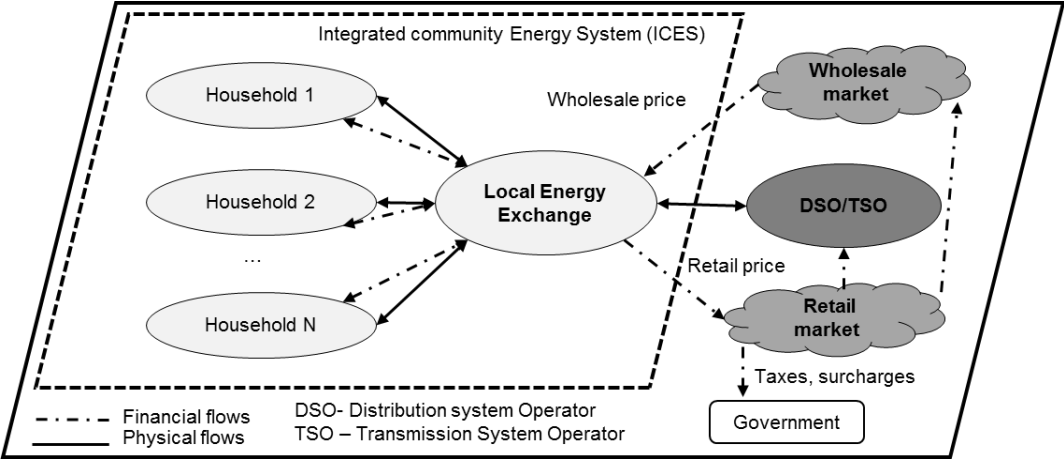 Integrated community Energy System (ICES)
Household 1
Household 2
...
Household N
Local Energy
Exchange
Wholesale price
Wholesale
market
DSO/TSO
Retail price
Retail
market
Taxes, surcharges
Government
Financial flows
Physical flows
DSO- Distribution system Operator
TSO – Transmission System Operator